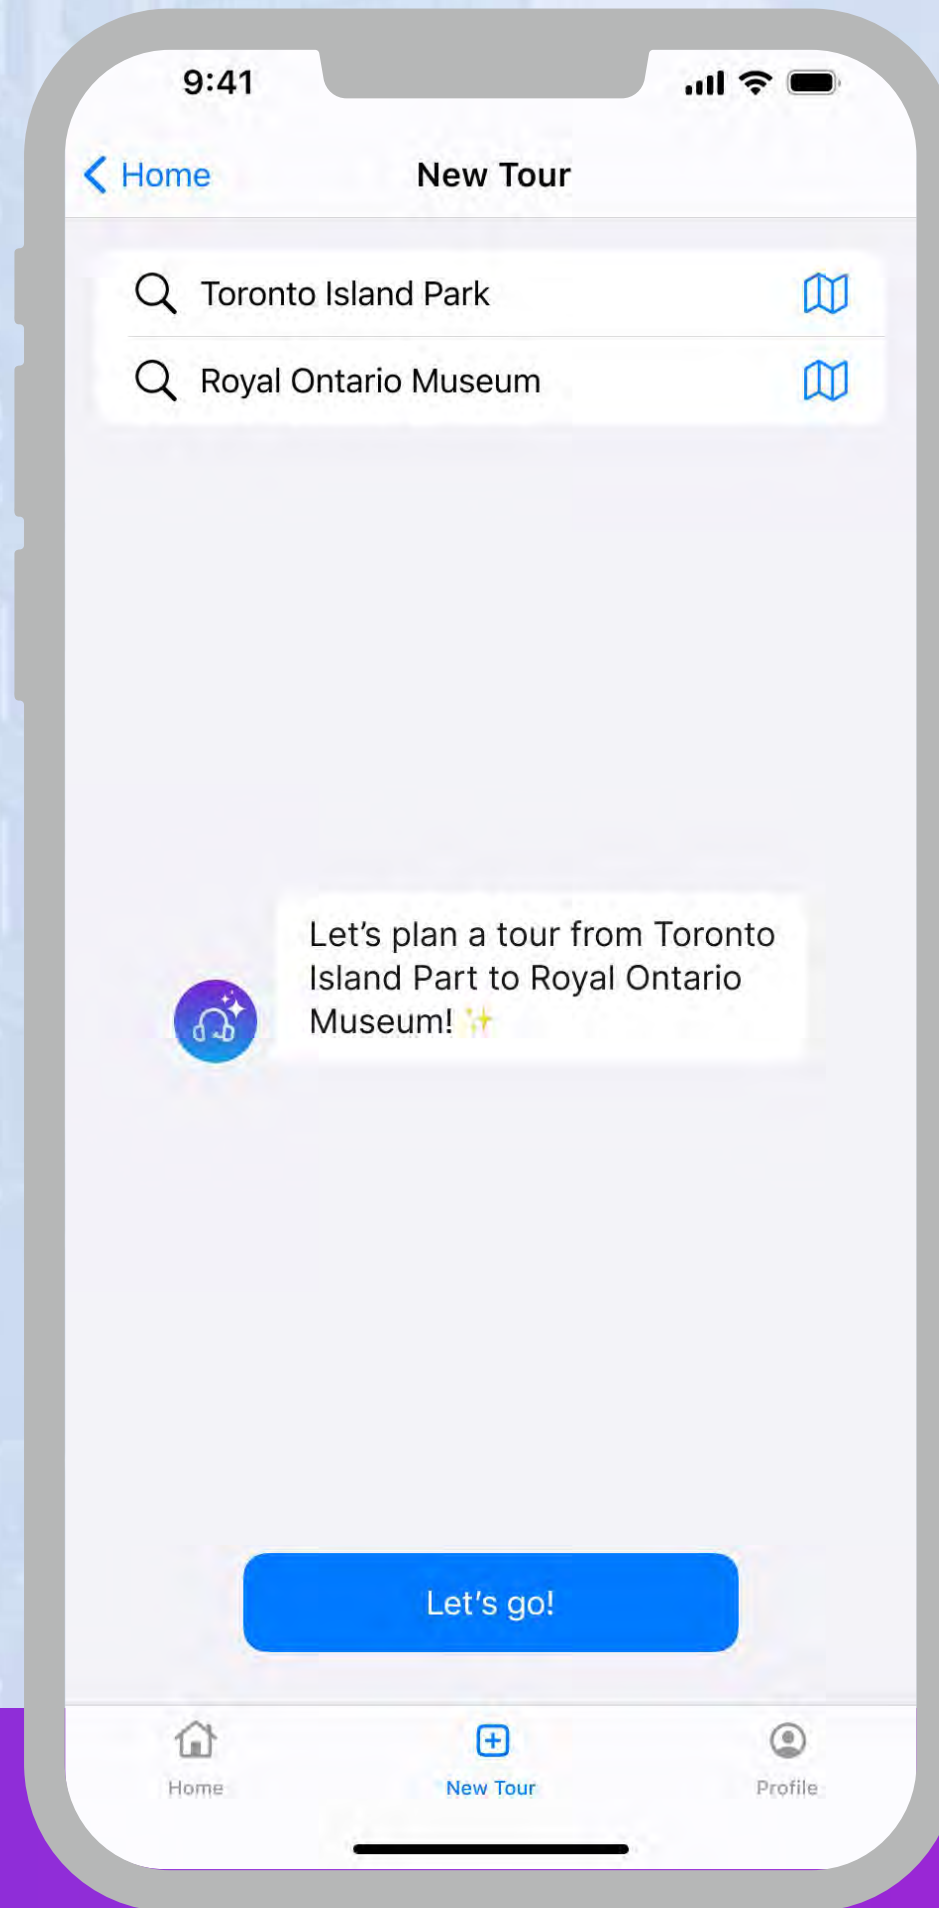 9:41
Home
New Tour
Toronto Island Park
Royal Ontario Museum
Let's plan a tour from Toronto
Island Part to Royal Ontario
Museum! ✨
Let's go!
Home
New Tour
Profile